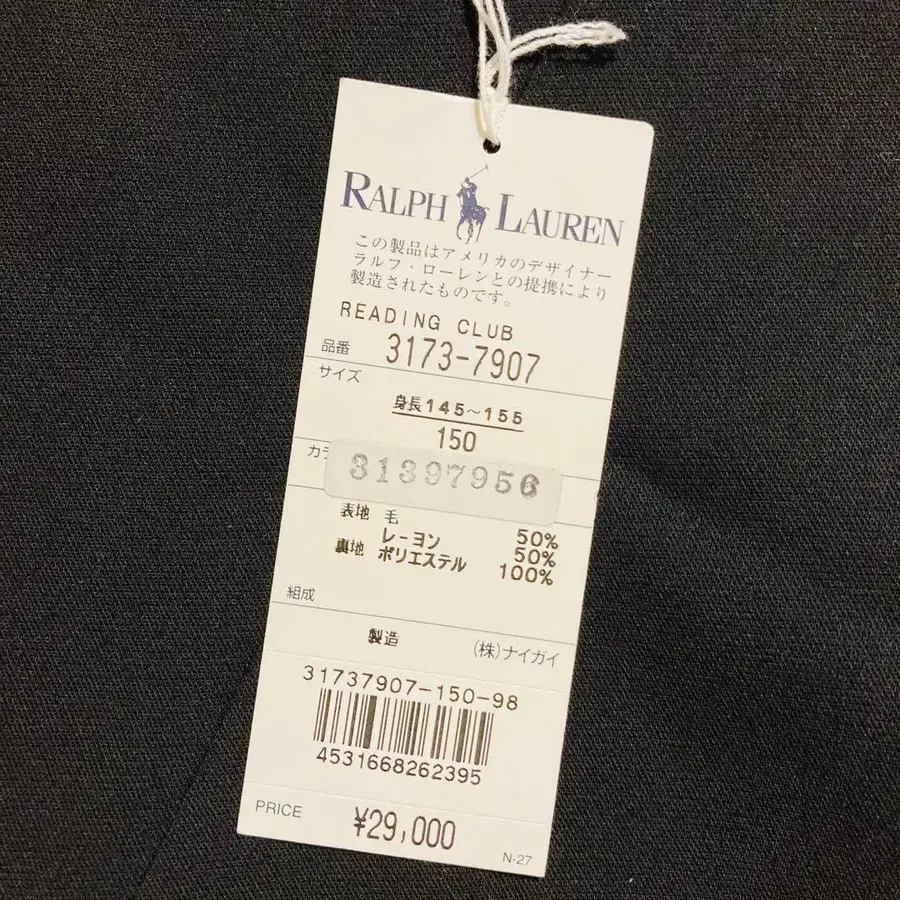 RALPH LAUREN
この製品はアメリカのデザイナー
ラルフ・ローレンとの提携により
製造されたものです。
READING CLUB
品番 3173-7907
サイズ
身長145～155
150
カラ
31397956
表地 毛 50%
レーヨン 50%
裏地 ポリエステル 100%
組成
製造 (株)ナイガイ
31737907-150-98
4531668262395
PRICE ¥29,000
N-27